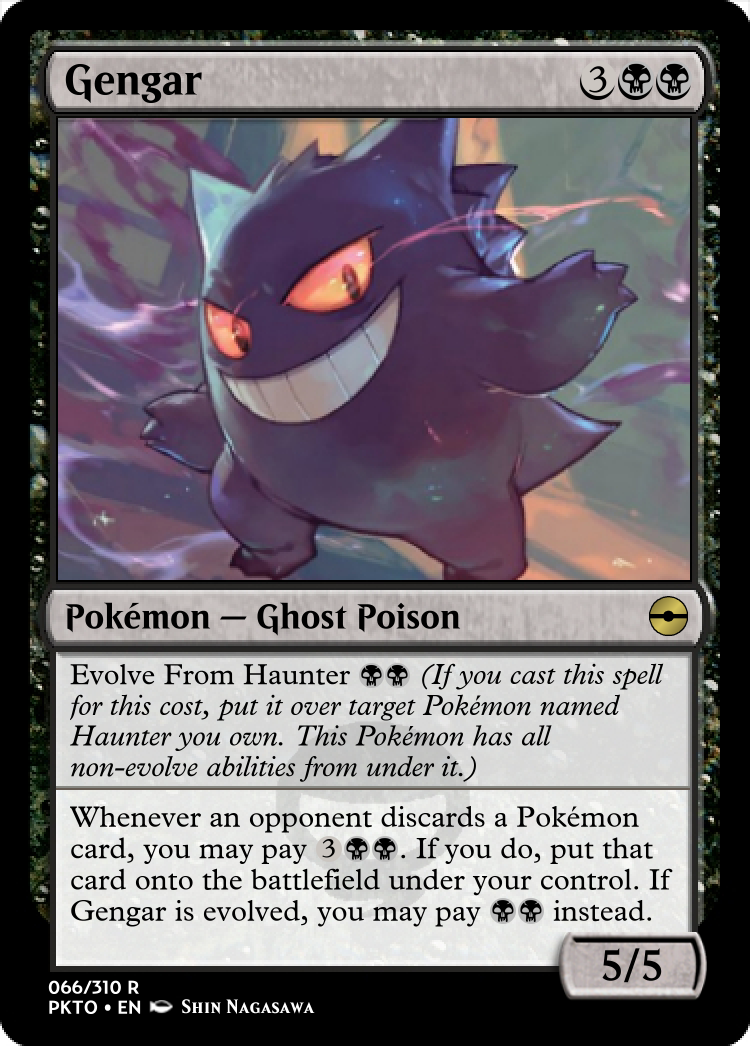 Gengar 3
Pokémon — Ghost Poison
Evolve From Haunter (If you cast this spell
for this cost, put it over target Pokémon named
Haunter you own. This Pokémon has all
non-evolve abilities from under it.)
Whenever an opponent discards a Pokémon
card, you may pay 3 . If you do, put that
card onto the battlefield under your control. If
Gengar is evolved, you may pay instead.
5/5
066/310 R
PKTO • EN Shin Nagasawa